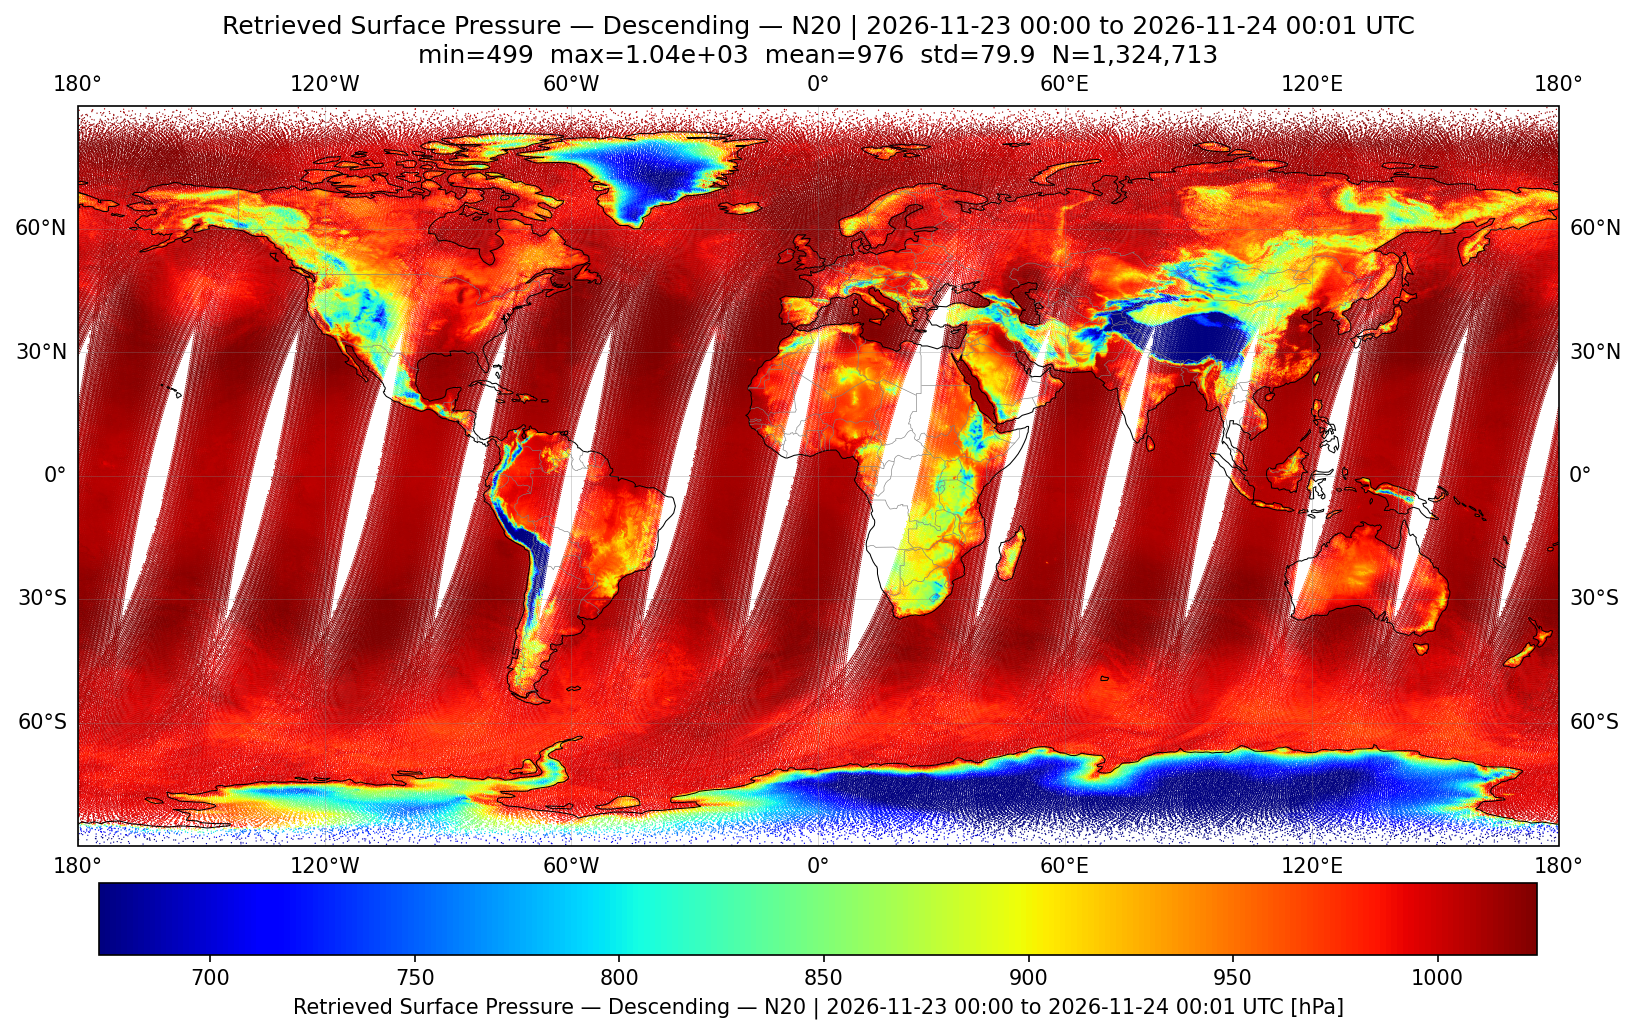 Retrieved Surface Pressure — Descending — N20 | 2026-11-23 00:00 to 2026-11-24 00:01 UTC
min=499 max=1.04e+03 mean=976 std=79.9 N=1,324,713
180° 120°W 60°W 0° 60°E 120°E 180°
60°N 60°N
30°N 30°N
0° 0°
30°S 30°S
60°S 60°S
180° 120°W 60°W 0° 60°E 120°E 180°
700 750 800 850 900 950 1000
Retrieved Surface Pressure — Descending — N20 | 2026-11-23 00:00 to 2026-11-24 00:01 UTC [hPa]